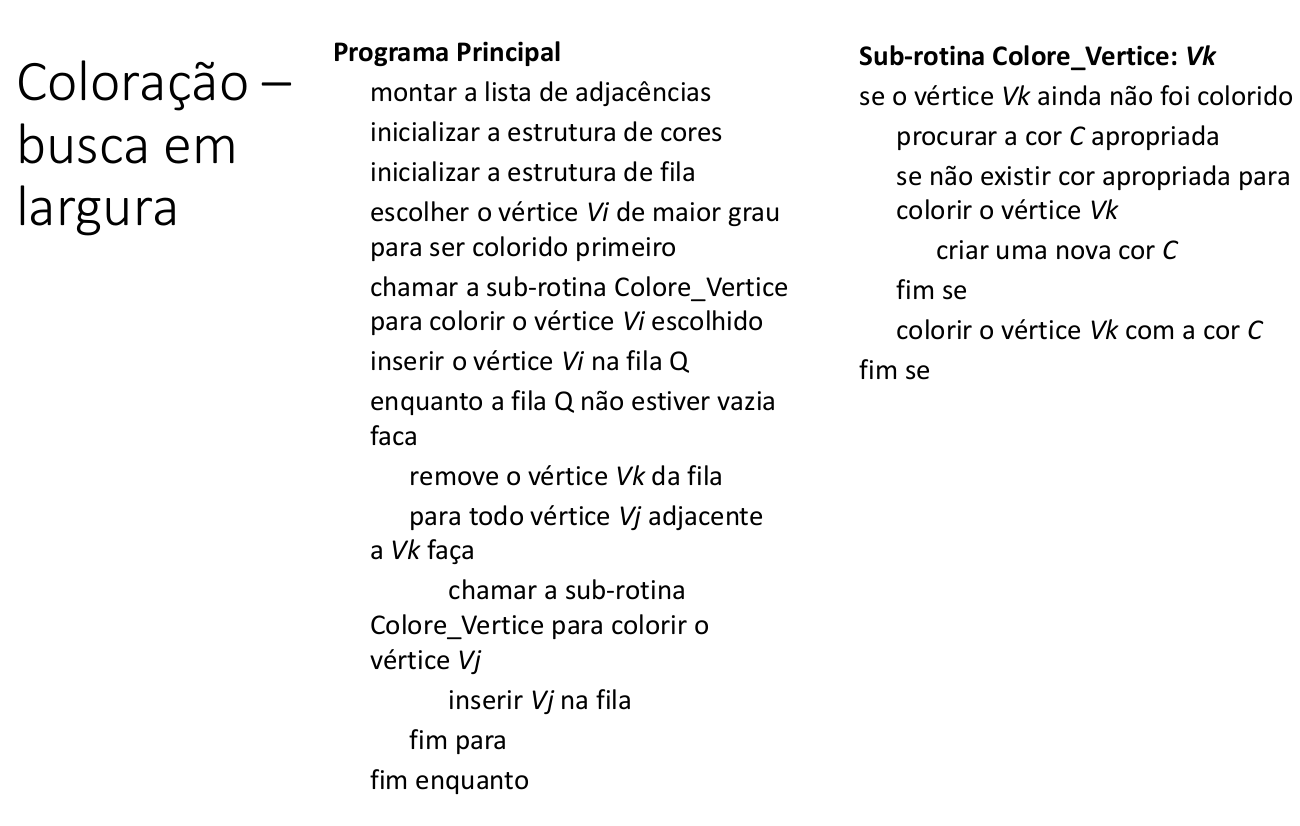 Coloração –
busca em
largura
Programa Principal
montar a lista de adjacências
inicializar a estrutura de cores
inicializar a estrutura de fila
escolher o vértice Vi de maior grau
para ser colorido primeiro
chamar a sub-rotina Colore_Vertice
para colorir o vértice Vi escolhido
inserir o vértice Vi na fila Q
enquanto a fila Q não estiver vazia
faca
remove o vértice Vk da fila
para todo vértice Vj adjacente
a Vk faça
chamar a sub-rotina
Colore_Vertice para colorir o
vértice Vj
inserir Vj na fila
fim para
fim enquanto
Sub-rotina Colore_Vertice: Vk
se o vértice Vk ainda não foi colorido
procurar a cor C apropriada
se não existir cor apropriada para
colorir o vértice Vk
criar uma nova cor C
fim se
colorir o vértice Vk com a cor C
fim se